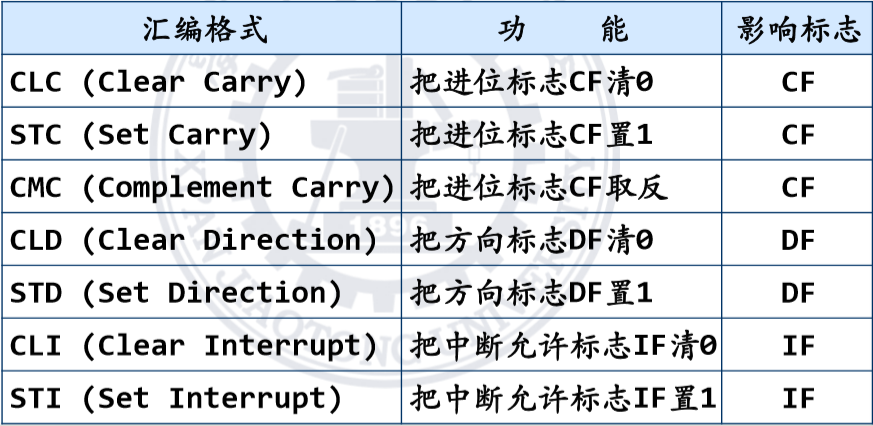 汇编格式 功 能 影响标志
CLC (Clear Carry) 把进位标志CF清0 CF
STC (Set Carry) 把进位标志CF置1 CF
CMC (Complement Carry) 把进位标志CF取反 CF
CLD (Clear Direction) 把方向标志DF清0 DF
STD (Set Direction) 把方向标志DF置1 DF
CLI (Clear Interrupt) 把中断允许标志IF清0 IF
STI (Set Interrupt) 把中断允许标志IF置1 IF
1896
XI'AN JIAOTONG UNIVERSITY